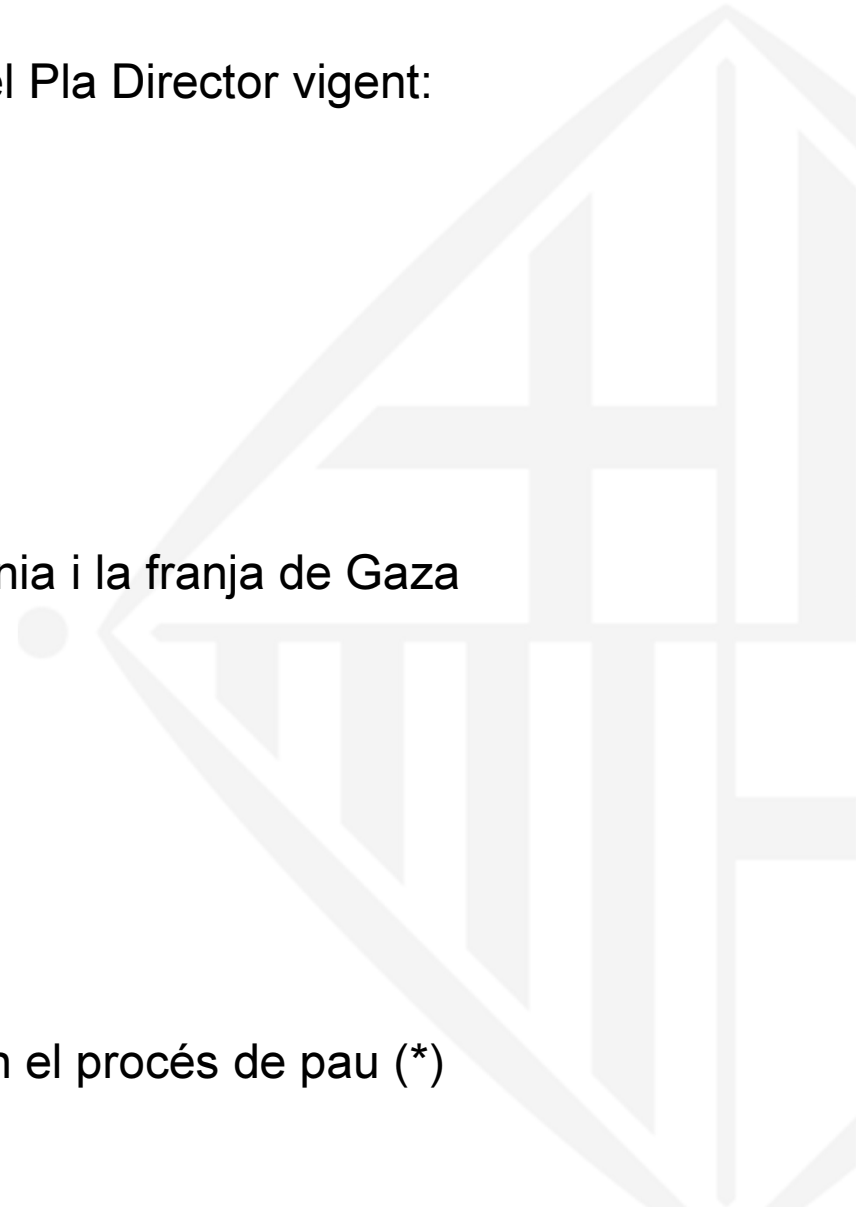 el Pla Director vigent:
nia i la franja de Gaza
n el procés de pau (*)